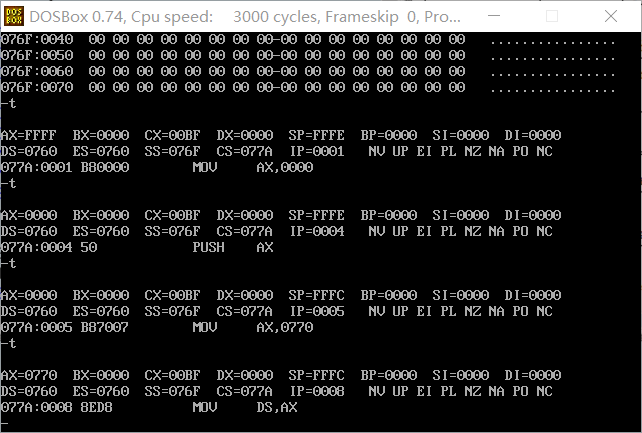 DOS BOX DOSBox 0.74, Cpu speed: 3000 cycles, Frameskip 0, Pro...
076F:0040 00 00 00 00 00 00 00 00-00 00 00 00 00 00 00 00 ................
076F:0050 00 00 00 00 00 00 00 00-00 00 00 00 00 00 00 00 ................
076F:0060 00 00 00 00 00 00 00 00-00 00 00 00 00 00 00 00 ................
076F:0070 00 00 00 00 00 00 00 00-00 00 00 00 00 00 00 00 ................
-t
AX=FFFF BX=0000 CX=00BF DX=0000 SP=FFFE BP=0000 SI=0000 DI=0000
DS=0760 ES=0760 SS=076F CS=077A IP=0001 NV UP EI PL NZ NA PO NC
077A:0001 B80000 MOV AX,0000
-t
AX=0000 BX=0000 CX=00BF DX=0000 SP=FFFE BP=0000 SI=0000 DI=0000
DS=0760 ES=0760 SS=076F CS=077A IP=0004 NV UP EI PL NZ NA PO NC
077A:0004 50 PUSH AX
-t
AX=0000 BX=0000 CX=00BF DX=0000 SP=FFFC BP=0000 SI=0000 DI=0000
DS=0760 ES=0760 SS=076F CS=077A IP=0005 NV UP EI PL NZ NA PO NC
077A:0005 B87007 MOV AX,0770
-t
AX=0770 BX=0000 CX=00BF DX=0000 SP=FFFC BP=0000 SI=0000 DI=0000
DS=0760 ES=0760 SS=076F CS=077A IP=0008 NV UP EI PL NZ NA PO NC
077A:0008 8ED8 MOV DS,AX
-